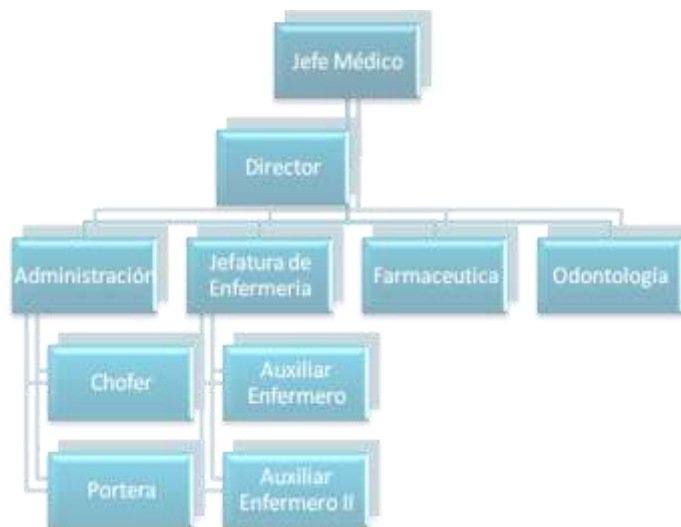 Jefe Médico
Director
Administración
Jefatura de
Enfermeria
Farmaceutica
Odontología
Chofer
Auxiliar
Enfermero
Portera
Auxiliar
Enfermero II